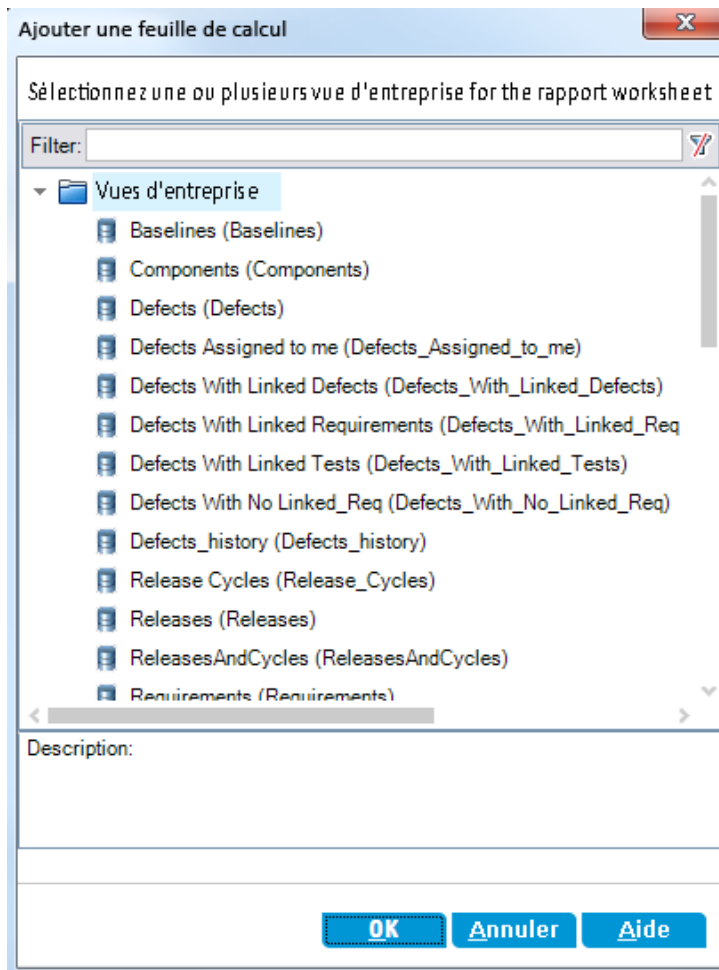 Ajouter une feuille de calcul
Sélectionnez une ou plusieurs vue d'entreprise for the rapport worksheet
Filter:
Vues d'entreprise
Baselines (Baselines)
Components (Components)
Defects (Defects)
Defects Assigned to me (Defects_Assigned_to_me)
Defects With Linked Defects (Defects_With_Linked_Defects)
Defects With Linked Requirements (Defects_With_Linked_Req
Defects With Linked Tests (Defects_With_Linked_Tests)
Defects With No Linked_Req (Defects_With_No_Linked_Req)
Defects_history (Defects_history)
Release Cycles (Release_Cycles)
Releases (Releases)
ReleasesAndCycles (ReleasesAndCycles)
Requirements (Requirements)
Description:
OK Annuler Aide